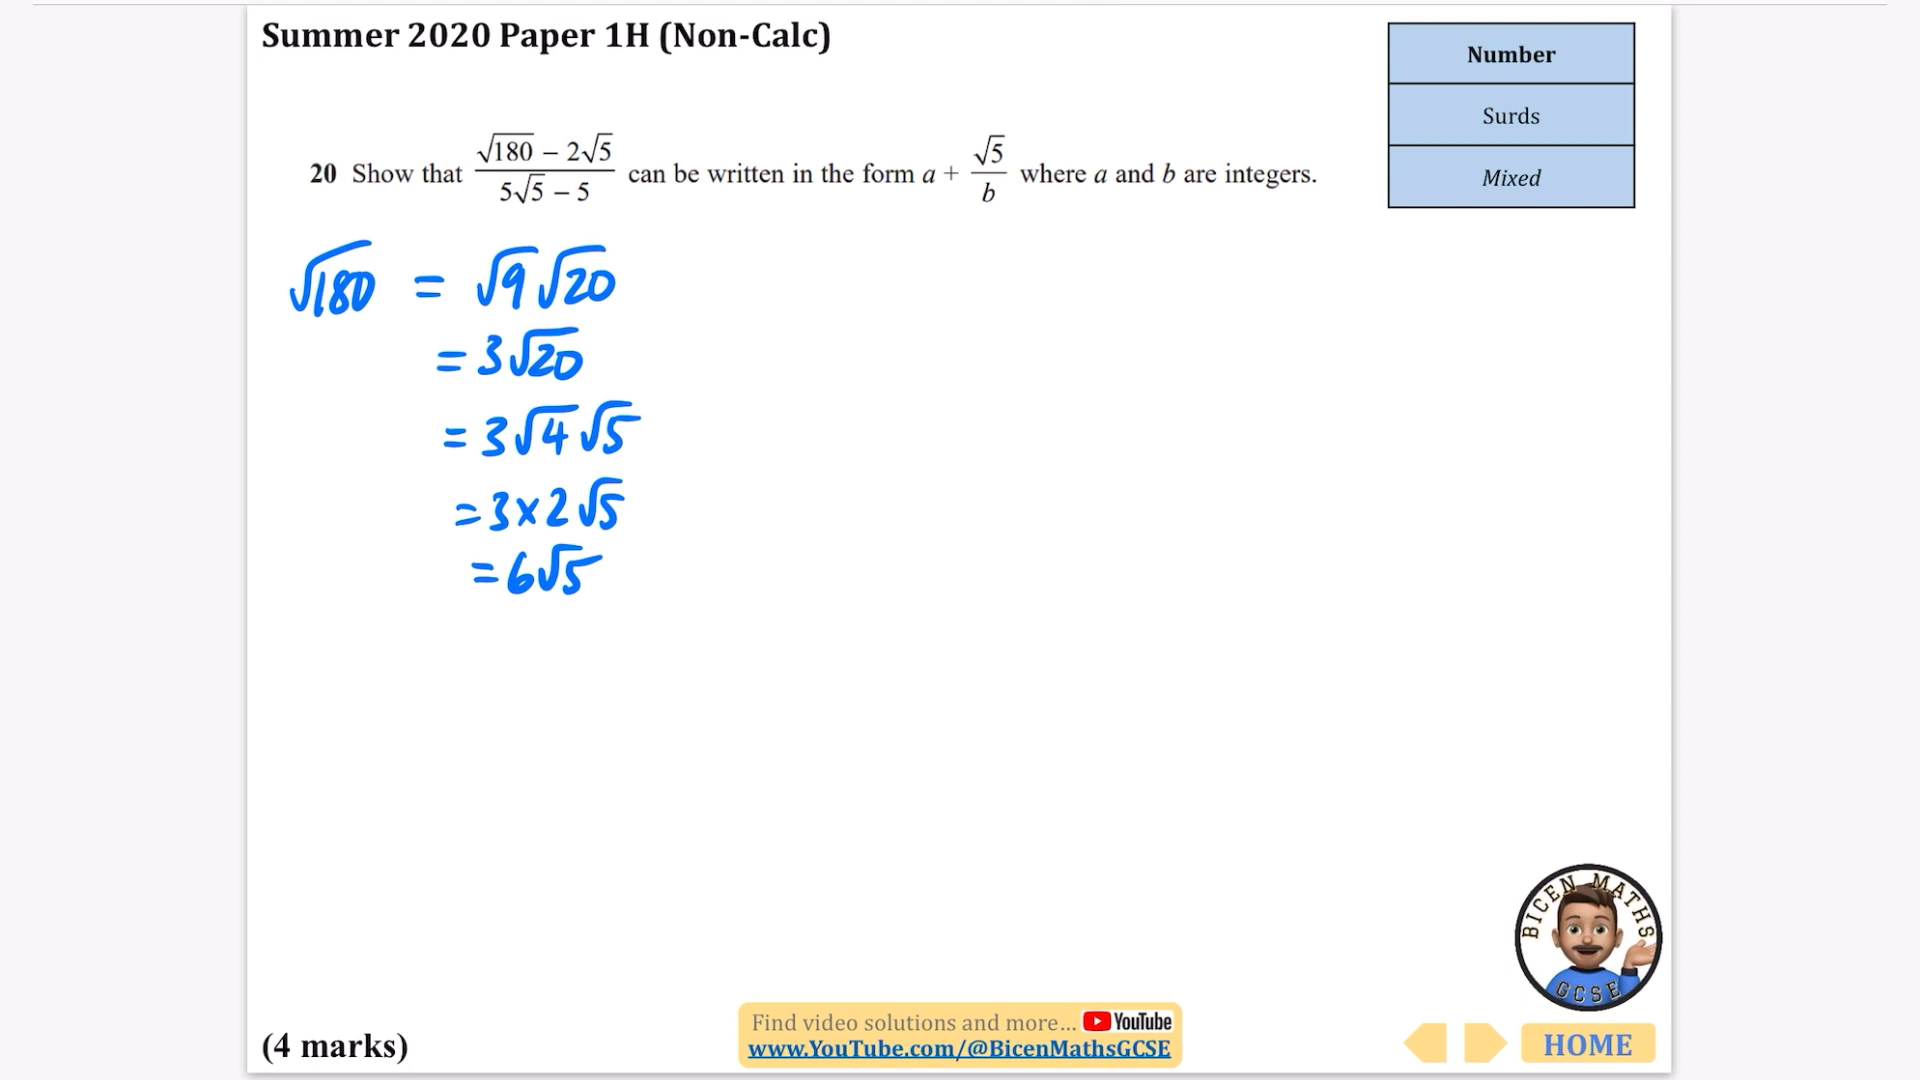 Summer 2020 Paper 1H (Non-Calc)
Number
Surds
Mixed
20 Show that (√180 − 2√5)/(5√5 − 5) can be written in the form a + √5/b where a and b are integers.
√180 = √9√20
= 3√20
= 3√4√5
= 3×2√5
= 6√5
BICEN MATHS
GCSE
(4 marks)
Find video solutions and more... YouTube
www.YouTube.com/@BicenMathsGCSE
HOME